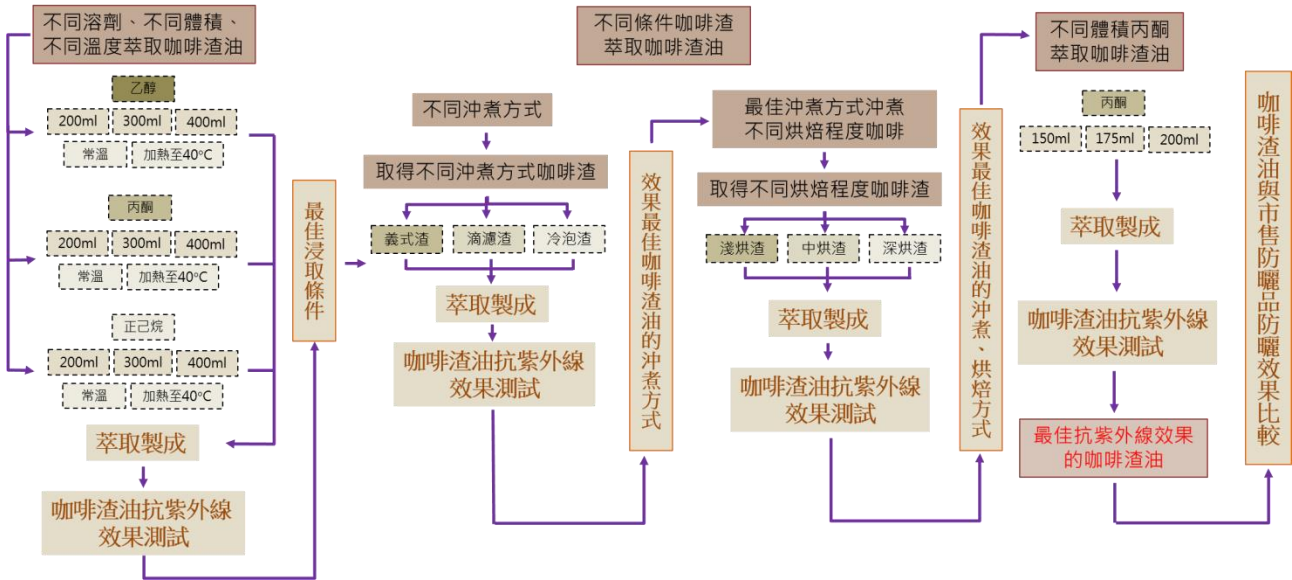 不同溶劑、不同體積、
不同溫度萃取咖啡渣油
乙醇
200ml 300ml 400ml
常溫 加熱至40°C
丙酮
200ml 300ml 400ml
常溫 加熱至40°C
正己烷
200ml 300ml 400ml
常溫 加熱至40°C
萃取製成
咖啡渣油抗紫外線
效果測試
最佳浸取條件
不同條件咖啡渣
萃取咖啡渣油
不同沖煮方式
取得不同沖煮方式咖啡渣
義式渣 滴濾渣 冷泡渣
萃取製成
咖啡渣油抗紫外線
效果測試
效果最佳咖啡渣油的沖煮方式
最佳沖煮方式沖煮
不同烘焙程度咖啡
取得不同烘焙程度咖啡渣
淺烘渣 中烘渣 深烘渣
萃取製成
咖啡渣油抗紫外線
效果測試
效果最佳咖啡渣油的沖煮、烘焙方式
不同體積丙酮
萃取咖啡渣油
丙酮
150ml 175ml 200ml
萃取製成
咖啡渣油抗紫外線
效果測試
最佳抗紫外線效果
的咖啡渣油
咖啡渣油與市售防曬品防曬效果比較